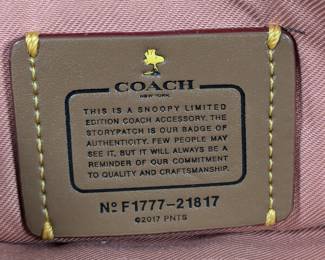 COACH
NEW YORK
THIS IS A SNOOPY LIMITED
EDITION COACH ACCESSORY. THE
STORYPATCH IS OUR BADGE OF
AUTHENTICITY. FEW PEOPLE MAY
SEE IT, BUT IT WILL ALWAYS BE A
REMINDER OF OUR COMMITMENT
TO QUALITY AND CRAFTSMANSHIP.
Nº F1777-21817
©2017 PNTS